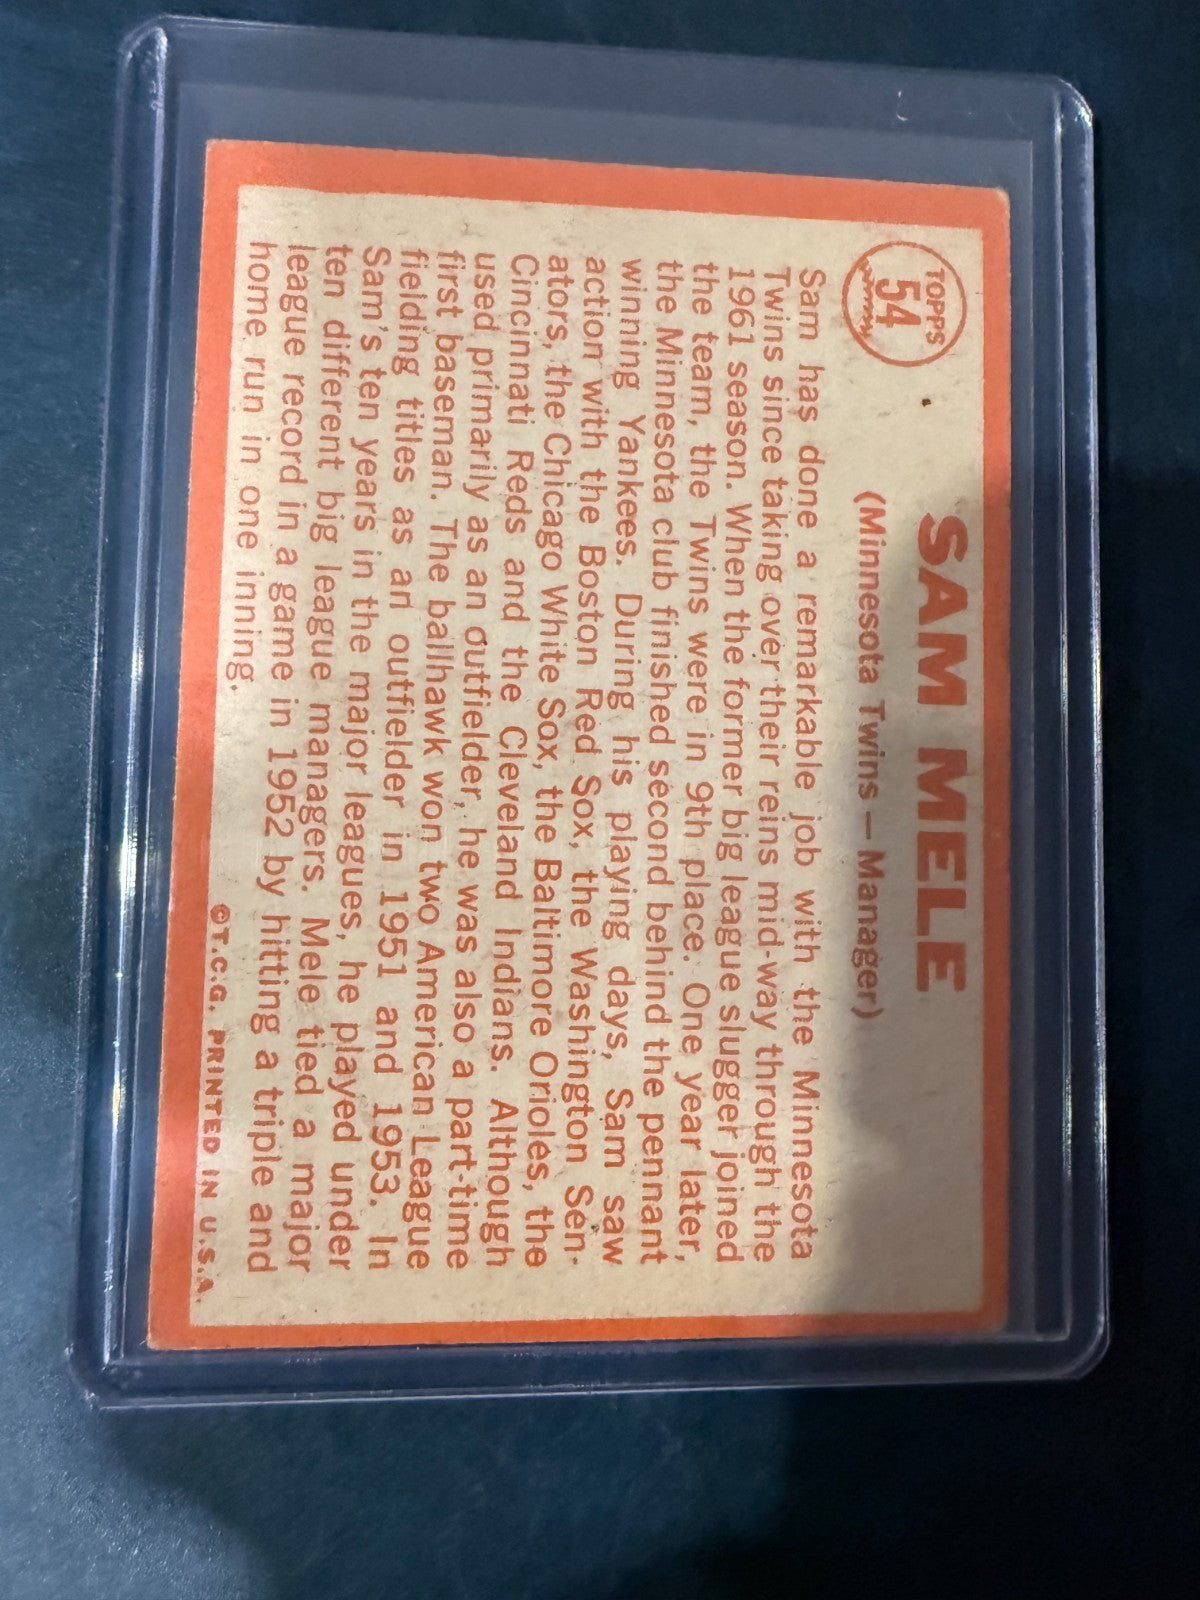 TOPPS
54
SAM MELE
(Minnesota Twins — Manager)
Sam has done a remarkable job with the Minnesota
Twins since taking over their reins mid-way through the
1961 season. When the former big league slugger joined
the team, the Twins were in 9th place. One year later,
the Minnesota club finished second behind the pennant
winning Yankees. During his playing days, Sam saw
action with the Boston Red Sox, the Washington Sen-
ators, the Chicago White Sox, the Baltimore Orioles, the
Cincinnati Reds and the Cleveland Indians. Although
used primarily as an outfielder, he was also a part-time
first baseman. The ballhawk won two American League
fielding titles as an outfielder in 1951 and 1953. In
Sam's ten years in the major leagues, he played under
ten different big league managers. Mele tied a major
league record in a game in 1952 by hitting a triple and
home run in one inning.
©T.C.G. PRINTED IN U.S.A.